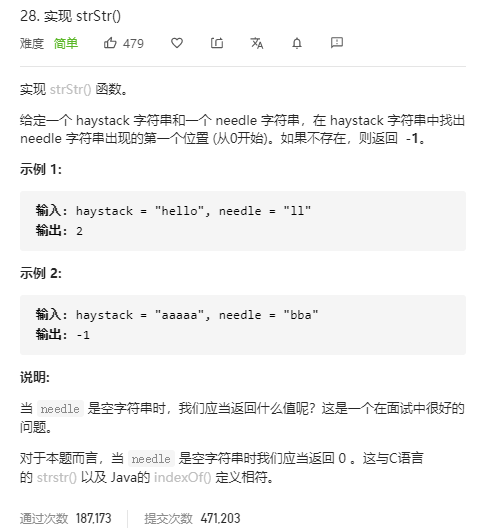 28. 实现 strStr()
难度 简单 479
实现 strStr() 函数。
给定一个 haystack 字符串和一个 needle 字符串，在 haystack 字符串中找出
needle 字符串出现的第一个位置 (从0开始)。如果不存在，则返回 -1。
示例 1:
输入: haystack = "hello", needle = "ll"
输出: 2
示例 2:
输入: haystack = "aaaaa", needle = "bba"
输出: -1
说明:
当 needle 是空字符串时，我们应当返回什么值呢？这是一个在面试中很好的
问题。
对于本题而言，当 needle 是空字符串时我们应当返回 0 。这与C语言
的 strstr() 以及 Java的 indexOf() 定义相符。
通过次数 187,173 提交次数 471,203